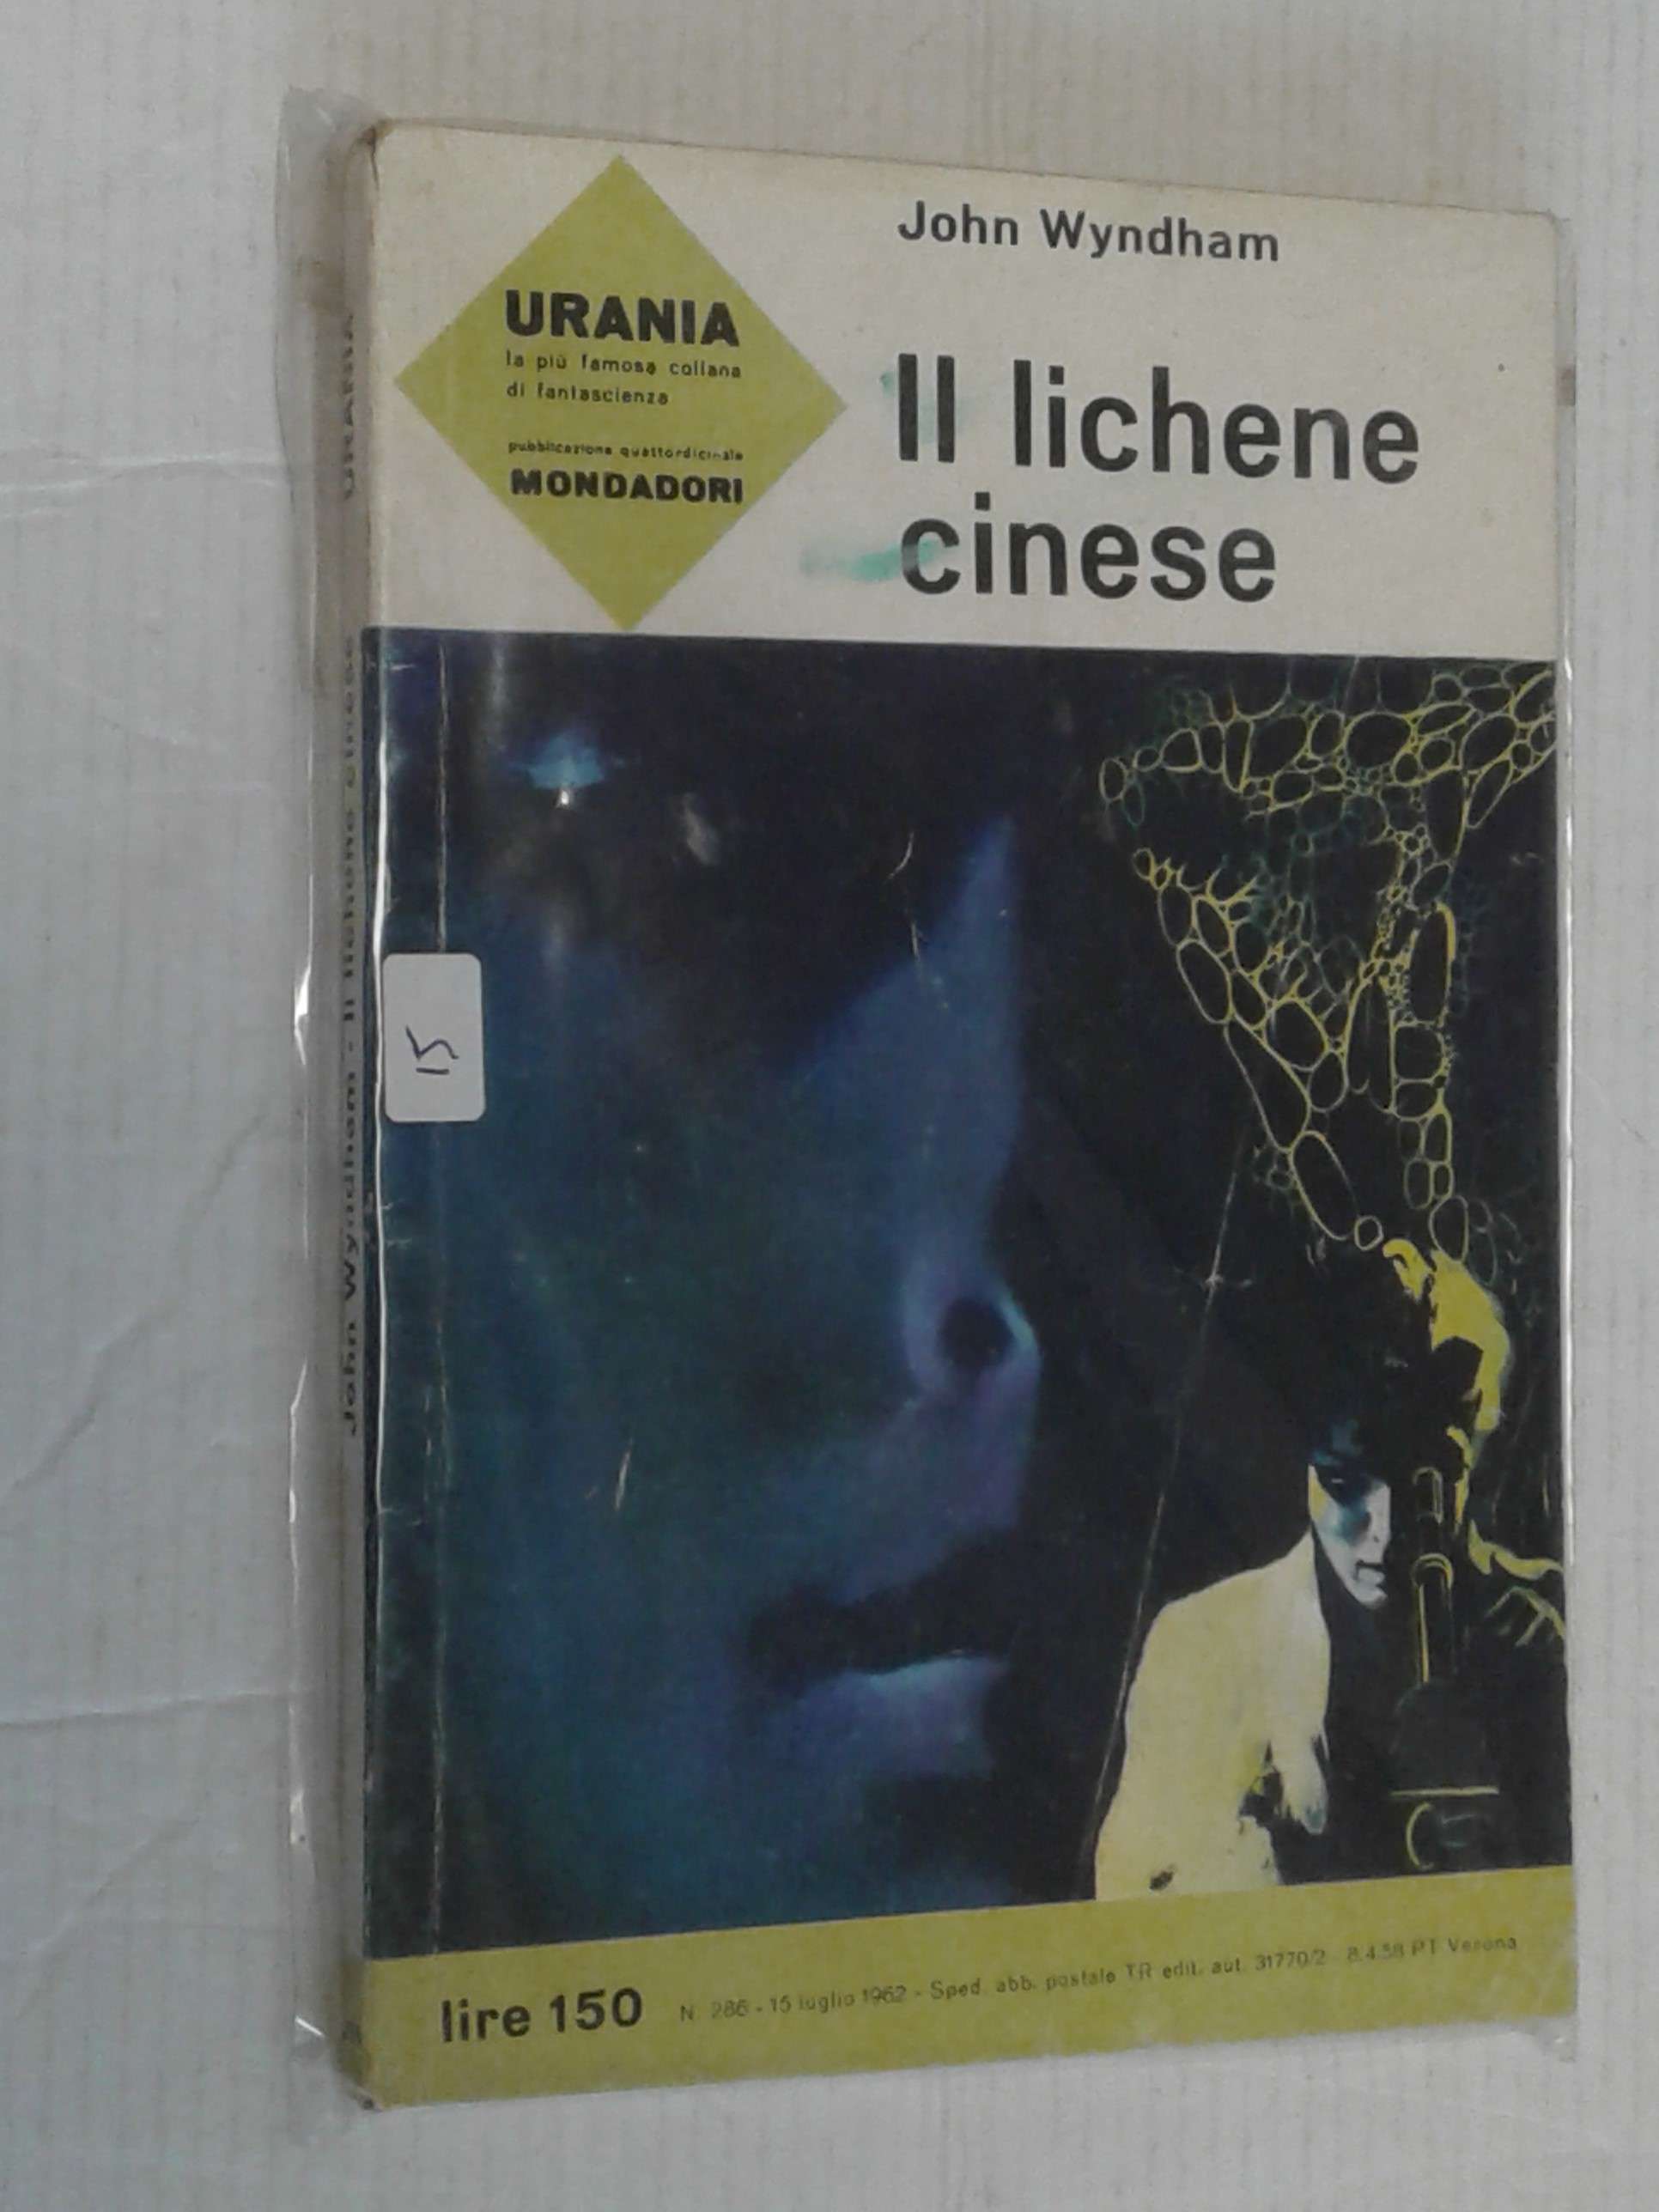 John Wyndham
URANIA
la più famosa collana
di fantascienza
pubblicazione quattordicinale
MONDADORI
Il lichene
cinese
15
John Wyndham - Il lichene cinese
URANIA
lire 150
N. 286 - 15 luglio 1962 - Sped. abb. postale TR edit. aut. 31770/2 - 8.4.58 PT Verona